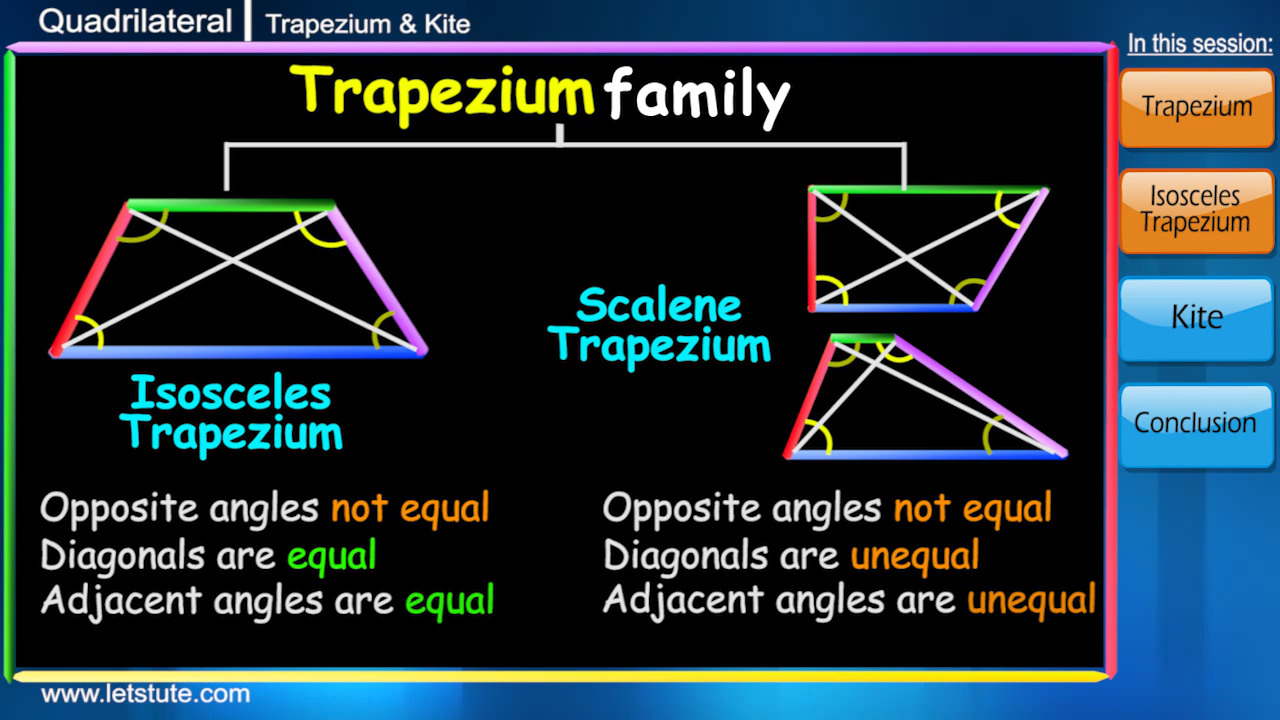 Quadrilateral | Trapezium & Kite
In this session:
Trapezium family
Trapezium
Isosceles
Trapezium
Kite
Conclusion
Isosceles
Trapezium
Scalene
Trapezium
Opposite angles not equal
Diagonals are equal
Adjacent angles are equal
Opposite angles not equal
Diagonals are unequal
Adjacent angles are unequal
www.letstute.com